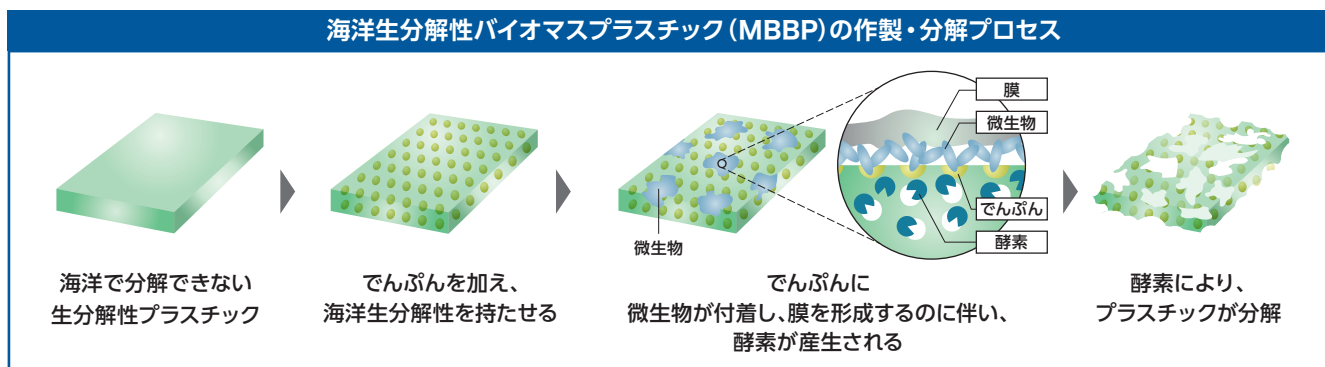 海洋生分解性バイオマスプラスチック(MBBP)の作製・分解プロセス
膜
微生物
でんぷん
酵素
微生物
海洋で分解できない
生分解性プラスチック
でんぷんを加え、
海洋生分解性を持たせる
でんぷんに
微生物が付着し、膜を形成するのに伴い、
酵素が産生される
酵素により、
プラスチックが分解